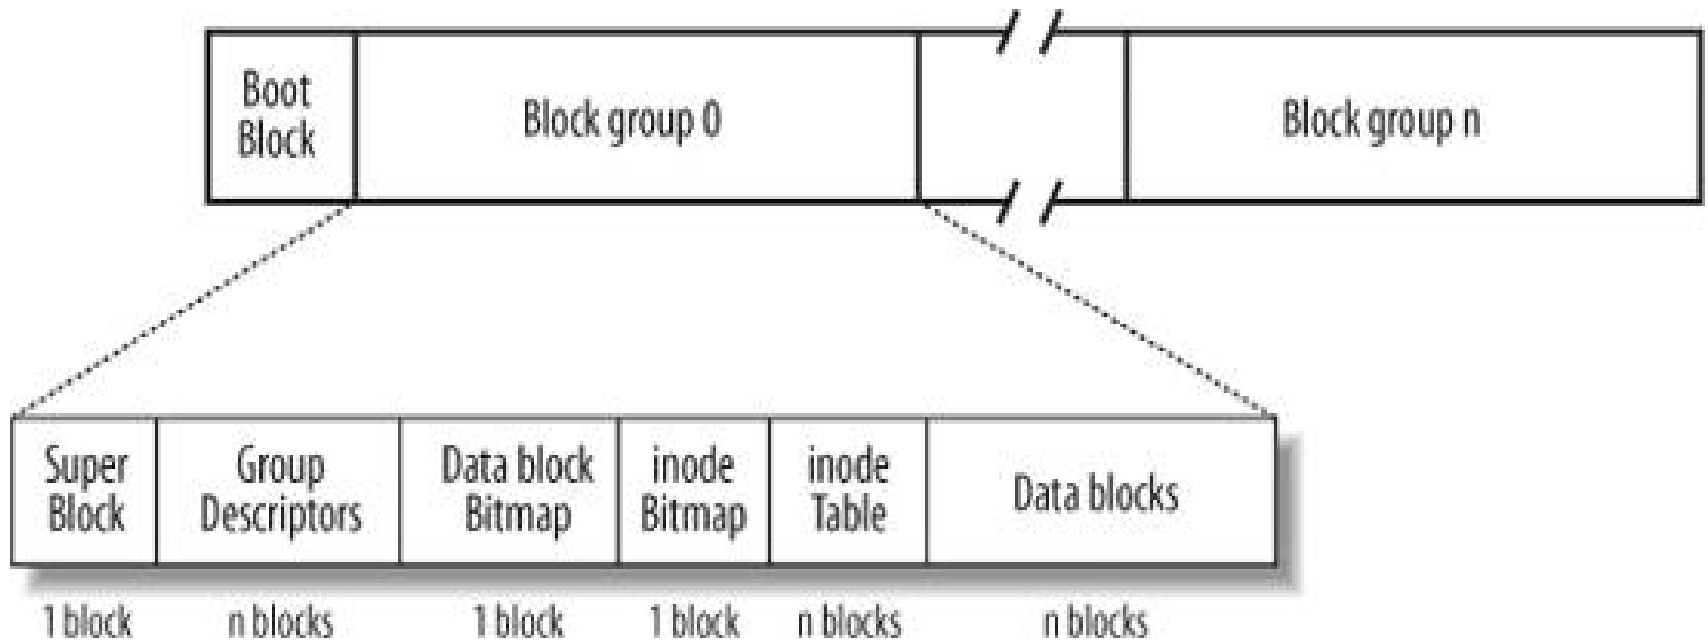 Boot
Block
Block group 0
Block group n
Super
Block
Group
Descriptors
Data block
Bitmap
inode
Bitmap
inode
Table
Data blocks
1 block
n blocks
1 block
1 block
n blocks
n blocks